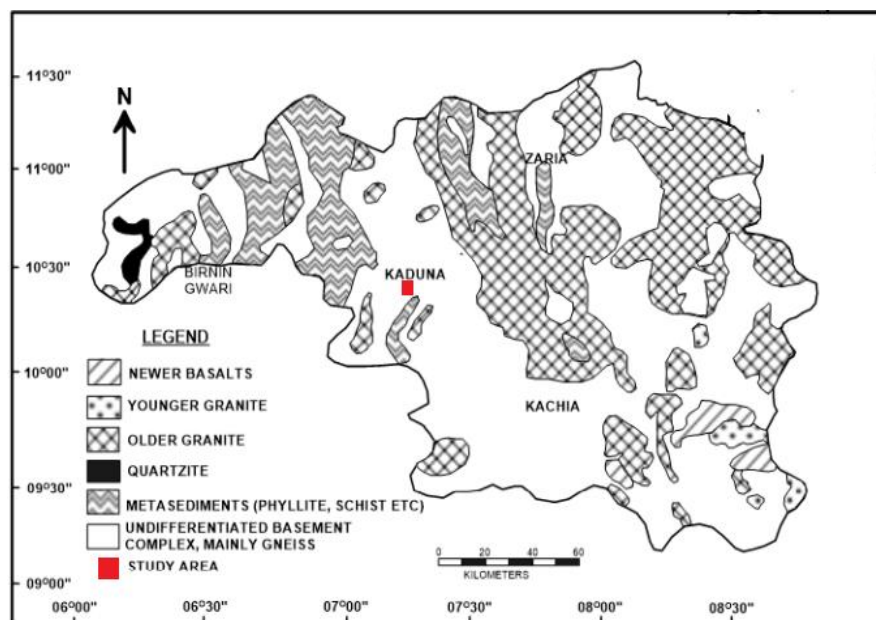 11°30"
N
11°00"
ZARIA
10°30"
KADUNA
BIRNIN
GWARI
LEGEND
10°00"
NEWER BASALTS
KACHIA
YOUNGER GRANITE
OLDER GRANITE
QUARTZITE
09°30"
METASEDIMENTS (PHYLLITE, SCHIST ETC)
UNDIFFERENTIATED BASEMENT
COMPLEX, MAINLY GNEISS
STUDY AREA
0 20 40 60
KILOMETERS
09°00"
06°00" 06°30" 07°00" 07°30" 08°00" 08°30"